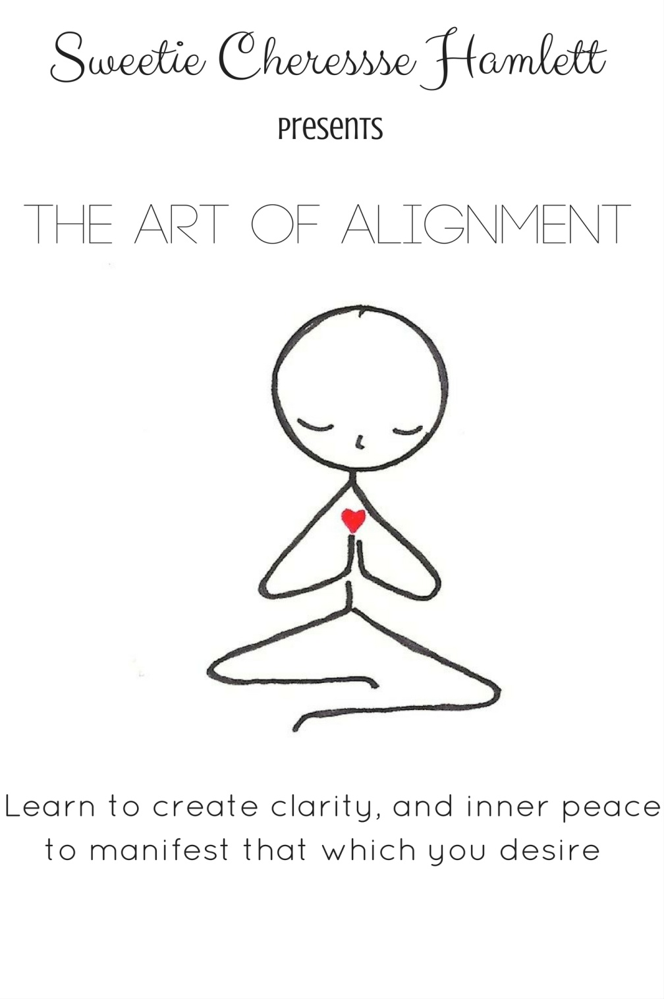 Sweetie Cheressse Hamlett
Presents
THE ART OF ALIGNMENT
Learn to create clarity, and inner peace
to manifest that which you desire